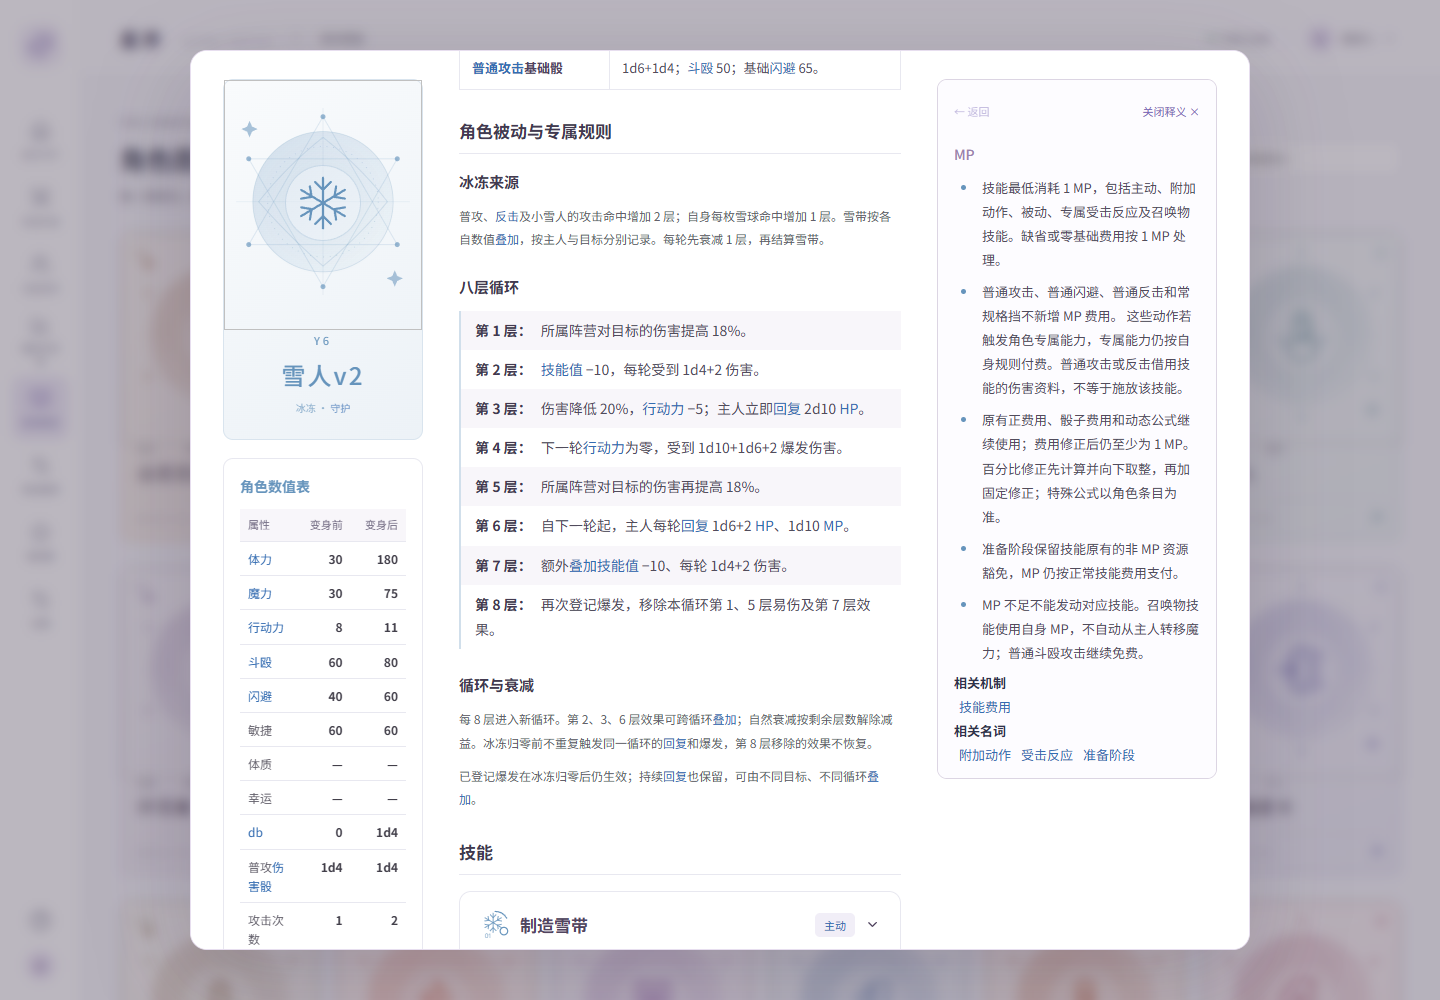 Y 6
雪人v2
冰冻 · 守护
角色数值表
属性 变身前 变身后
体力 30 180
魔力 30 75
行动力 8 11
斗殴 60 80
闪避 40 60
敏捷 60 60
体质 — —
幸运 — —
db 0 1d4
普攻伤
害骰 1d4 1d4
攻击次
数 1 2
普通攻击基础骰 1d6+1d4；斗殴 50；基础闪避 65。
角色被动与专属规则
冰冻来源
普攻、反击及小雪人的攻击命中增加 2 层；自身每枚雪球命中增加 1 层。雪带按各
自数值叠加，按主人与目标分别记录。每轮先衰减 1 层，再结算雪带。
八层循环
第 1 层： 所属阵营对目标的伤害提高 18%。
第 2 层： 技能值 −10，每轮受到 1d4+2 伤害。
第 3 层： 伤害降低 20%，行动力 −5；主人立即回复 2d10 HP。
第 4 层： 下一轮行动力为零，受到 1d10+1d6+2 爆发伤害。
第 5 层： 所属阵营对目标的伤害再提高 18%。
第 6 层： 自下一轮起，主人每轮回复 1d6+2 HP、1d10 MP。
第 7 层： 额外叠加技能值 −10、每轮 1d4+2 伤害。
第 8 层： 再次登记爆发，移除本循环第 1、5 层易伤及第 7 层效
果。
循环与衰减
每 8 层进入新循环。第 2、3、6 层效果可跨循环叠加；自然衰减按剩余层数解除减
益。冰冻归零前不重复触发同一循环的回复和爆发，第 8 层移除的效果不恢复。
已登记爆发在冰冻归零后仍生效；持续回复也保留，可由不同目标、不同循环叠
加。
技能
制造雪带 主动
← 返回 关闭释义 ×
MP
技能最低消耗 1 MP，包括主动、附加
动作、被动、专属受击反应及召唤物
技能。缺省或零基础费用按 1 MP 处
理。
普通攻击、普通闪避、普通反击和常
规格挡不新增 MP 费用。 这些动作若
触发角色专属能力，专属能力仍按自
身规则付费。普通攻击或反击借用技
能的伤害资料，不等于施放该技能。
原有正费用、骰子费用和动态公式继
续使用；费用修正后仍至少为 1 MP。
百分比修正先计算并向下取整，再加
固定修正；特殊公式以角色条目为
准。
准备阶段保留技能原有的非 MP 资源
豁免，MP 仍按正常技能费用支付。
MP 不足不能发动对应技能。召唤物技
能使用自身 MP，不自动从主人转移魔
力；普通斗殴攻击继续免费。
相关机制
技能费用
相关名词
附加动作 受击反应 准备阶段